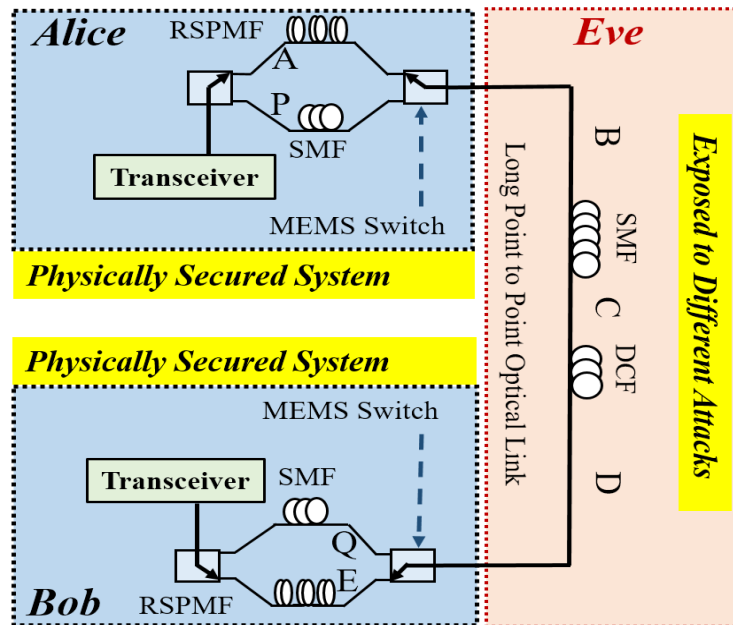 Alice
RSPMF
A
P
SMF
Transceiver
MEMS Switch
Physically Secured System
Physically Secured System
MEMS Switch
Transceiver
SMF
Q
E
RSPMF
Bob
Eve
Long Point to Point Optical Link
B
SMF
C
DCF
D
Exposed to Different Attacks